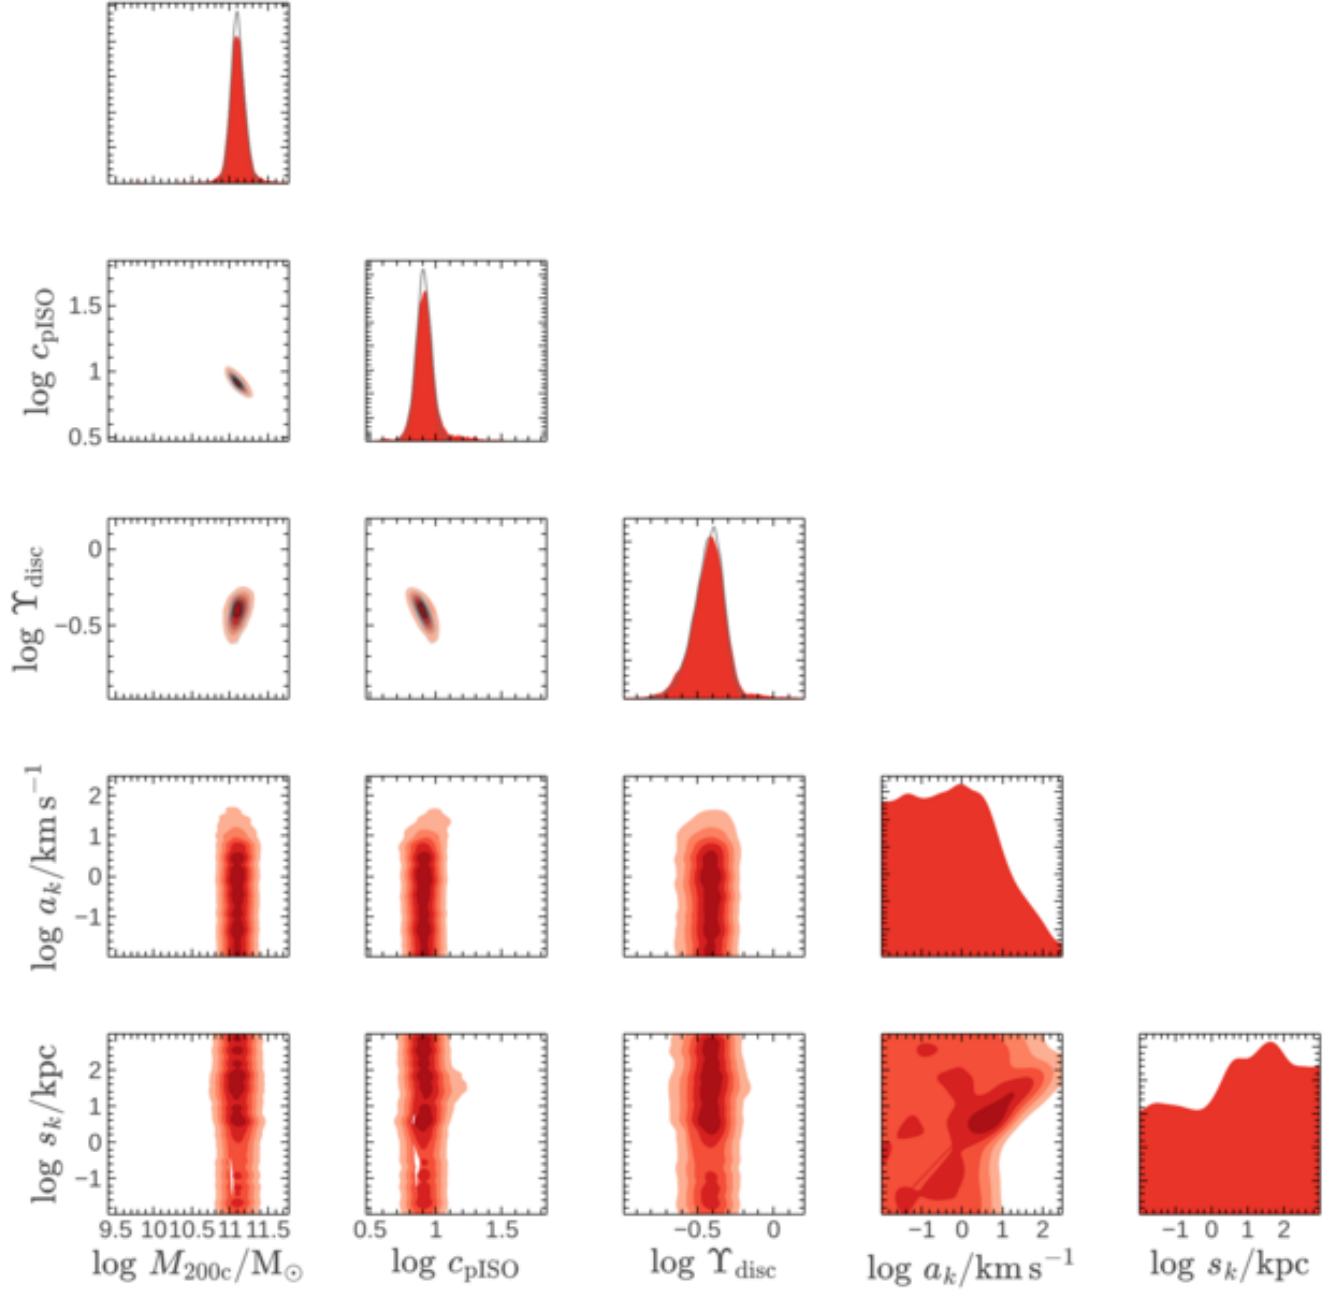 log c_pISO
1.5
1
0.5
log ϒ_disc
0
−0.5
log a_k/km s⁻¹
2
1
0
−1
log s_k/kpc
2
1
0
−1
9.5 10 10.5 11 11.5
0.5 1 1.5
−0.5 0
−1 0 1 2
−1 0 1 2
log M_200c/M_⊙
log c_pISO
log ϒ_disc
log a_k/km s⁻¹
log s_k/kpc